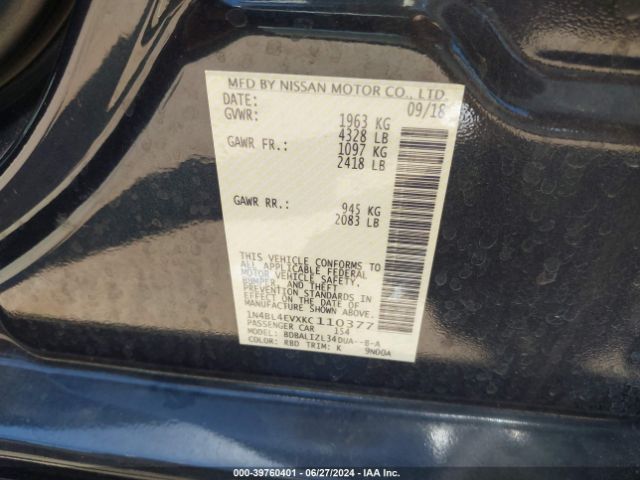 MFD BY NISSAN MOTOR CO., LTD.
DATE: 09/18
GVWR: 1963 KG
4328 LB
GAWR FR.: 1097 KG
2418 LB
GAWR RR.: 945 KG
2083 LB
THIS VEHICLE CONFORMS TO
ALL APPLICABLE FEDERAL
MOTOR VEHICLE SAFETY,
BUMPER, AND THEFT
PREVENTION STANDARDS IN
EFFECT ON THE DATE OF
MANUFACTURE SHOWN ABOVE.
1N4BL4EVXKC110377
PASSENGER CAR 154
MODEL: BDBALIZL34DUA--B-A
COLOR: RBD TRIM: K 9N00A
000-39760401 - 06/27/2024 - IAA Inc.